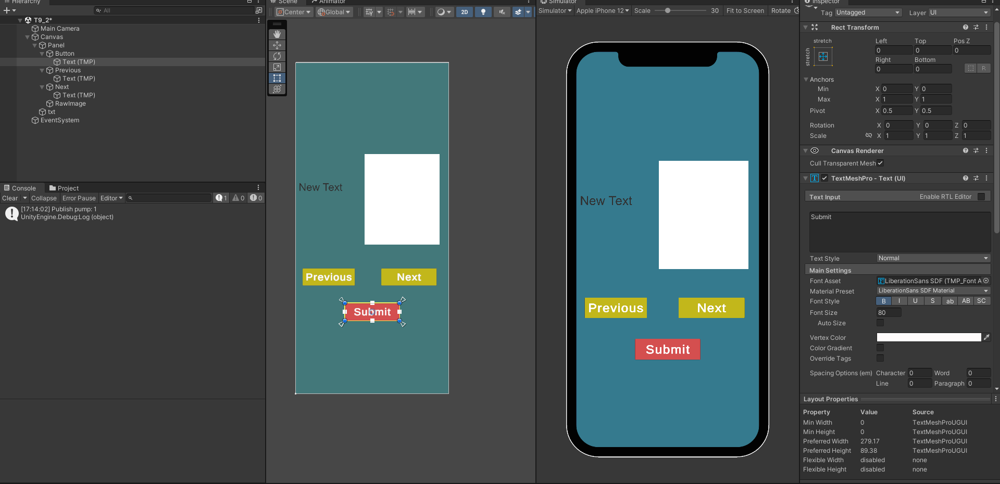 Hierarchy
All
T9_2*
Main Camera
Canvas
Panel
Button
Text (TMP)
Previous
Text (TMP)
Next
Text (TMP)
RawImage
txt
EventSystem
Console Project
Clear Collapse Error Pause Editor 1 0 0
[17:14:02] Publish pump: 1
UnityEngine.Debug:Log (object)
Scene Animator
Center Global 2D
New Text
Previous Next
Submit
Simulator
Simulator Apple iPhone 12 Scale 30 Fit to Screen Rotate
New Text
Previous Next
Submit
Inspector
Tag Untagged Layer UI
Rect Transform
stretch Left Top Pos Z
stretch 0 0 0
Right Bottom
0 0 R
Anchors
Min X 0 Y 0
Max X 1 Y 1
Pivot X 0.5 Y 0.5
Rotation X 0 Y 0 Z 0
Scale X 1 Y 1 Z 1
Canvas Renderer
Cull Transparent Mesh
TextMeshPro - Text (UI)
Text Input Enable RTL Editor
Submit
Text Style Normal
Main Settings
Font Asset LiberationSans SDF (TMP_Font A
Material Preset LiberationSans SDF Material
Font Style B I U S ab AB SC
Font Size 80
Auto Size
Vertex Color
Color Gradient
Override Tags
Spacing Options (em) Character 0 Word 0
Line 0 Paragraph 0
Layout Properties
Property Value Source
Min Width 0 TextMeshProUGUI
Min Height 0 TextMeshProUGUI
Preferred Width 279.17 TextMeshProUGUI
Preferred Height 89.38 TextMeshProUGUI
Flexible Width disabled none
Flexible Height disabled none